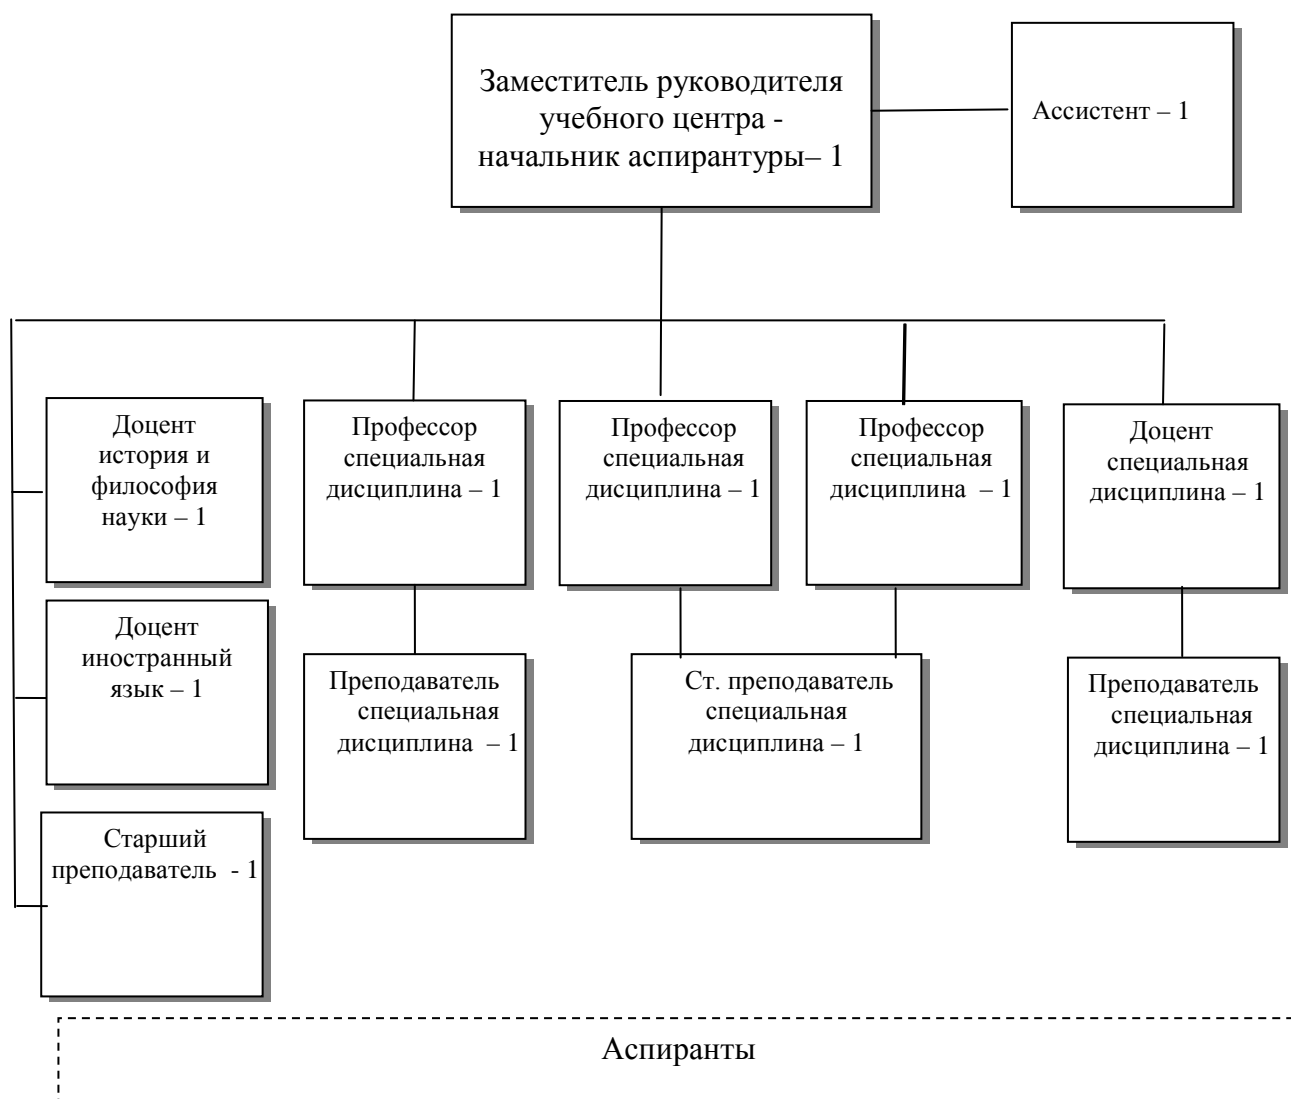 Заместитель руководителя
учебного центра -
начальник аспирантуры– 1
Ассистент – 1
Доцент
история и
философия
науки – 1
Профессор
специальная
дисциплина – 1
Профессор
специальная
дисциплина – 1
Профессор
специальная
дисциплина – 1
Доцент
специальная
дисциплина – 1
Доцент
иностранный
язык – 1
Преподаватель
специальная
дисциплина – 1
Ст. преподаватель
специальная
дисциплина – 1
Преподаватель
специальная
дисциплина – 1
Старший
преподаватель - 1
Аспиранты